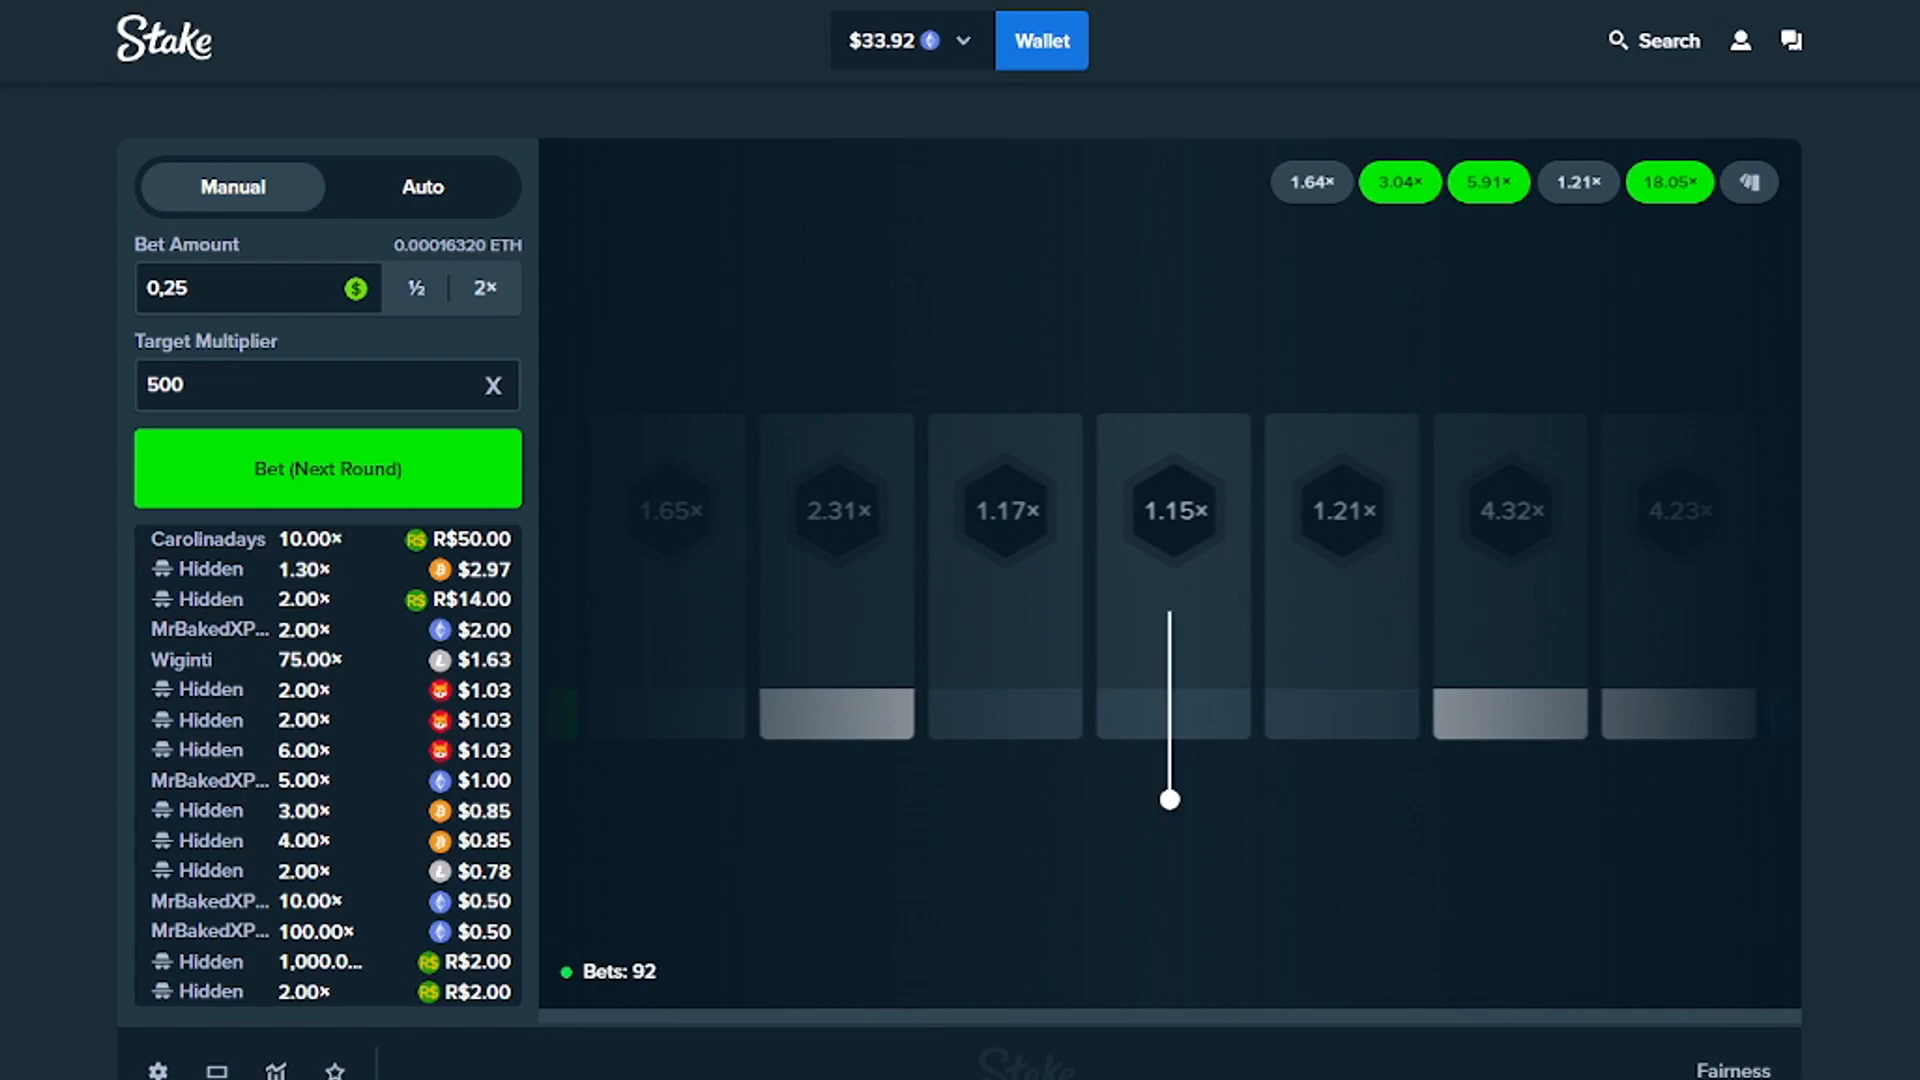 Stake
$33.92
Wallet
Search
Manual
Auto
1.64×
3.04×
5.91×
1.21×
18.05×
Bet Amount
0.00016320 ETH
0,25
½
2×
Target Multiplier
500
X
Bet (Next Round)
1.65×
2.31×
1.17×
1.15×
1.21×
4.32×
4.23×
Carolinadays 10.00× R$ R$50.00
Hidden 1.30× $2.97
Hidden 2.00× R$ R$14.00
MrBakedXP... 2.00× $2.00
Wiginti 75.00× $1.63
Hidden 2.00× $1.03
Hidden 2.00× $1.03
Hidden 6.00× $1.03
MrBakedXP... 5.00× $1.00
Hidden 3.00× $0.85
Hidden 4.00× $0.85
Hidden 2.00× $0.78
MrBakedXP... 10.00× $0.50
MrBakedXP... 100.00× $0.50
Hidden 1,000.0... R$ R$2.00
Hidden 2.00× R$ R$2.00
Bets: 92
Stake
Fairness